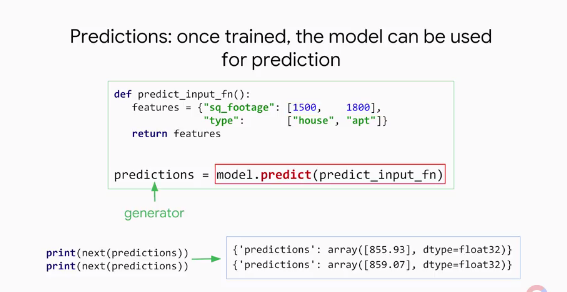 Predictions: once trained, the model can be used
for prediction
def predict_input_fn():
features = {"sq_footage": [1500, 1800],
"type": ["house", "apt"]}
return features
predictions = model.predict(predict_input_fn)
generator
print(next(predictions))
print(next(predictions))
{'predictions': array([855.93], dtype=float32)}
{'predictions': array([859.07], dtype=float32)}